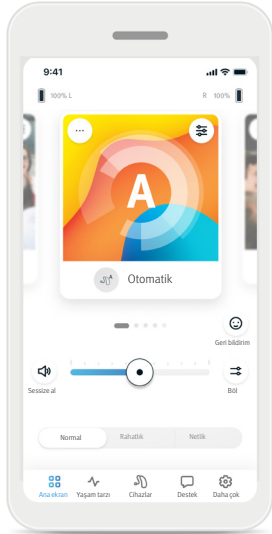 9:41
100% L
R 100%
...
A
Otomatik
Geri bildirim
Sessize al
Böl
Normal
Rahatlık
Netlik
Ana ekran
Yaşam tarzı
Cihazlar
Destek
Daha çok